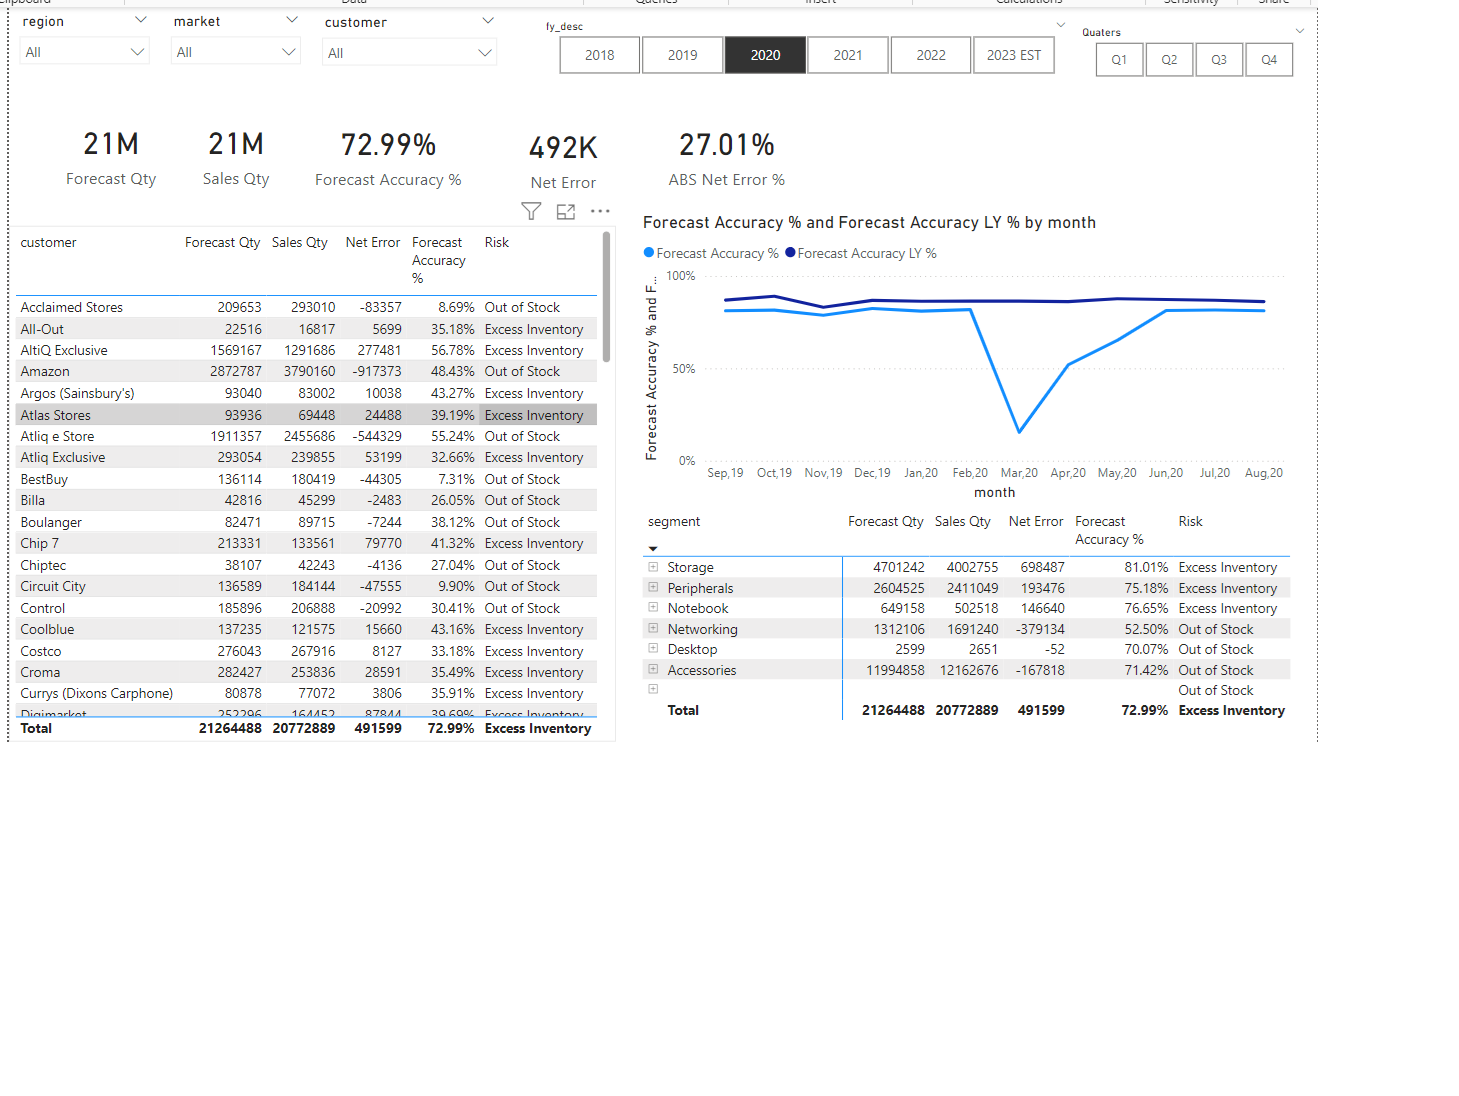 Clipboard Data Queries Insert Calculations Sensitivity Share
region market customer
All All All
fy_desc
2018 2019 2020 2021 2022 2023 EST
Quaters
Q1 Q2 Q3 Q4
21M 21M 72.99% 492K 27.01%
Forecast Qty Sales Qty Forecast Accuracy % Net Error ABS Net Error %
customer Forecast Qty Sales Qty Net Error Forecast Accuracy % Risk
Acclaimed Stores 209653 293010 -83357 8.69% Out of Stock
All-Out 22516 16817 5699 35.18% Excess Inventory
AltiQ Exclusive 1569167 1291686 277481 56.78% Excess Inventory
Amazon 2872787 3790160 -917373 48.43% Out of Stock
Argos (Sainsbury's) 93040 83002 10038 43.27% Excess Inventory
Atlas Stores 93936 69448 24488 39.19% Excess Inventory
Atliq e Store 1911357 2455686 -544329 55.24% Out of Stock
Atliq Exclusive 293054 239855 53199 32.66% Excess Inventory
BestBuy 136114 180419 -44305 7.31% Out of Stock
Billa 42816 45299 -2483 26.05% Out of Stock
Boulanger 82471 89715 -7244 38.12% Out of Stock
Chip 7 213331 133561 79770 41.32% Excess Inventory
Chiptec 38107 42243 -4136 27.04% Out of Stock
Circuit City 136589 184144 -47555 9.90% Out of Stock
Control 185896 206888 -20992 30.41% Out of Stock
Coolblue 137235 121575 15660 43.16% Excess Inventory
Costco 276043 267916 8127 33.18% Excess Inventory
Croma 282427 253836 28591 35.49% Excess Inventory
Currys (Dixons Carphone) 80878 77072 3806 35.91% Excess Inventory
Digimarket 252296 164452 87844 39.69% Excess Inventory
Total 21264488 20772889 491599 72.99% Excess Inventory
Forecast Accuracy % and Forecast Accuracy LY % by month
Forecast Accuracy % Forecast Accuracy LY %
Forecast Accuracy % and F...
100%
50%
0%
Sep,19 Oct,19 Nov,19 Dec,19 Jan,20 Feb,20 Mar,20 Apr,20 May,20 Jun,20 Jul,20 Aug,20
month
segment Forecast Qty Sales Qty Net Error Forecast Accuracy % Risk
Storage 4701242 4002755 698487 81.01% Excess Inventory
Peripherals 2604525 2411049 193476 75.18% Excess Inventory
Notebook 649158 502518 146640 76.65% Excess Inventory
Networking 1312106 1691240 -379134 52.50% Out of Stock
Desktop 2599 2651 -52 70.07% Out of Stock
Accessories 11994858 12162676 -167818 71.42% Out of Stock
Out of Stock
Total 21264488 20772889 491599 72.99% Excess Inventory